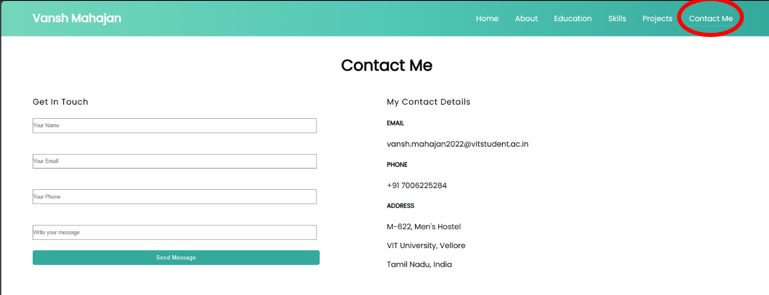 Vansh Mahajan
Home About Education Skills Projects Contact Me
Contact Me
Get In Touch
Your Name
Your Email
Your Phone
Write your message
Send Message
My Contact Details
EMAIL
vansh.mahajan2022@vitstudent.ac.in
PHONE
+91 7006225284
ADDRESS
M-622, Men's Hostel
VIT University, Vellore
Tamil Nadu, India